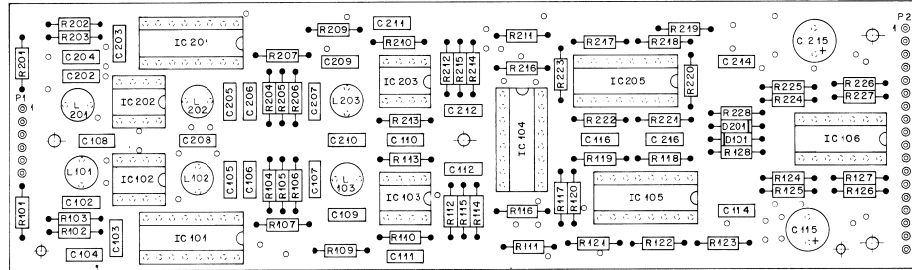 R202
R203
C203
C204
C202
R201
P1
1
L201
C108
L101
C102
R101
R103
R102
C103
C104
IC201
IC202
L202
C208
IC102
L102
IC101
R207
C205
C206
R204
R205
R206
C207
C105
C106
R104
R105
R106
C107
R107
R209
C209
L203
C210
L103
C109
R109
C211
R210
IC203
R213
C110
R113
IC103
R110
C111
R212
R215
R214
C212
C112
R112
R115
R114
R211
R216
R223
IC104
R116
R111
R117
R120
R217
R218
R219
IC205
R220
R222
R221
C116
C216
R119
R118
IC105
R121
R122
R123
C214
C215
+
R225
R224
R226
R227
R228
D201
D101
R128
IC106
R124
R125
R127
R126
C114
C115
+
P2
1